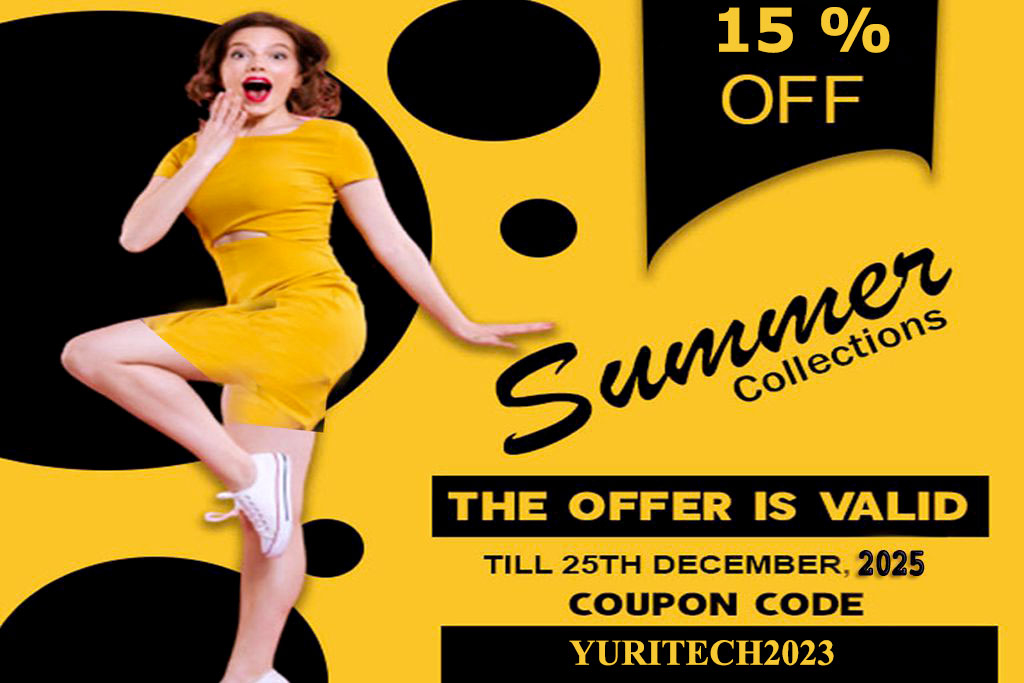 15 %
OFF
Summer
Collections
THE OFFER IS VALID
TILL 25TH DECEMBER, 2025
COUPON CODE
YURITECH2023